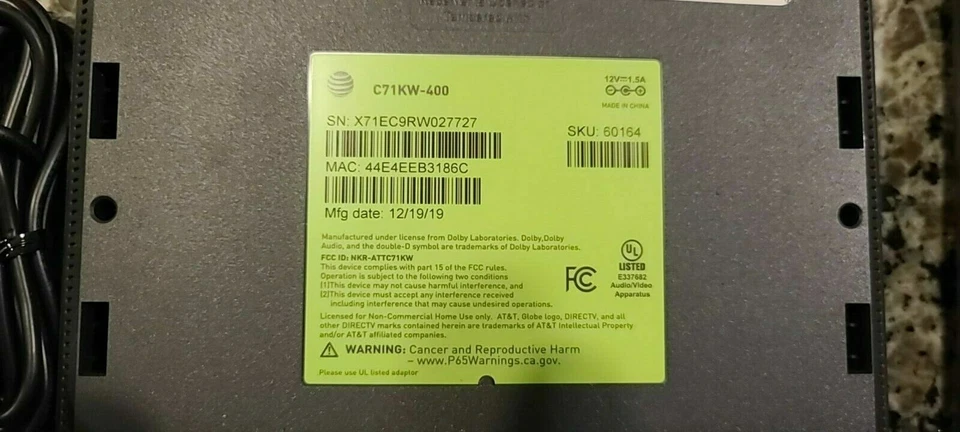 C71KW-400
12V⎓1.5A
MADE IN CHINA
SN: X71EC9RW027727
SKU: 60164
MAC: 44E4EEB3186C
Mfg date: 12/19/19
Manufactured under license from Dolby Laboratories. Dolby,Dolby
Audio, and the double-D symbol are trademarks of Dolby Laboratories.
FCC ID: NKR-ATTC71KW
This device complies with part 15 of the FCC rules.
Operation is subject to the following two conditions
[1]This device may not cause harmful interference, and
[2]This device must accept any interference received
including interference that may cause undesired operations.
FC
UL
LISTED
E337682
Audio/Video
Apparatus
Licensed for Non-Commercial Home Use only. AT&T, Globe logo, DIRECTV, and all
other DIRECTV marks contained herein are trademarks of AT&T Intellectual Property
and/or AT&T affiliated companies.
WARNING: Cancer and Reproductive Harm
– www.P65Warnings.ca.gov.
Please use UL listed adaptor